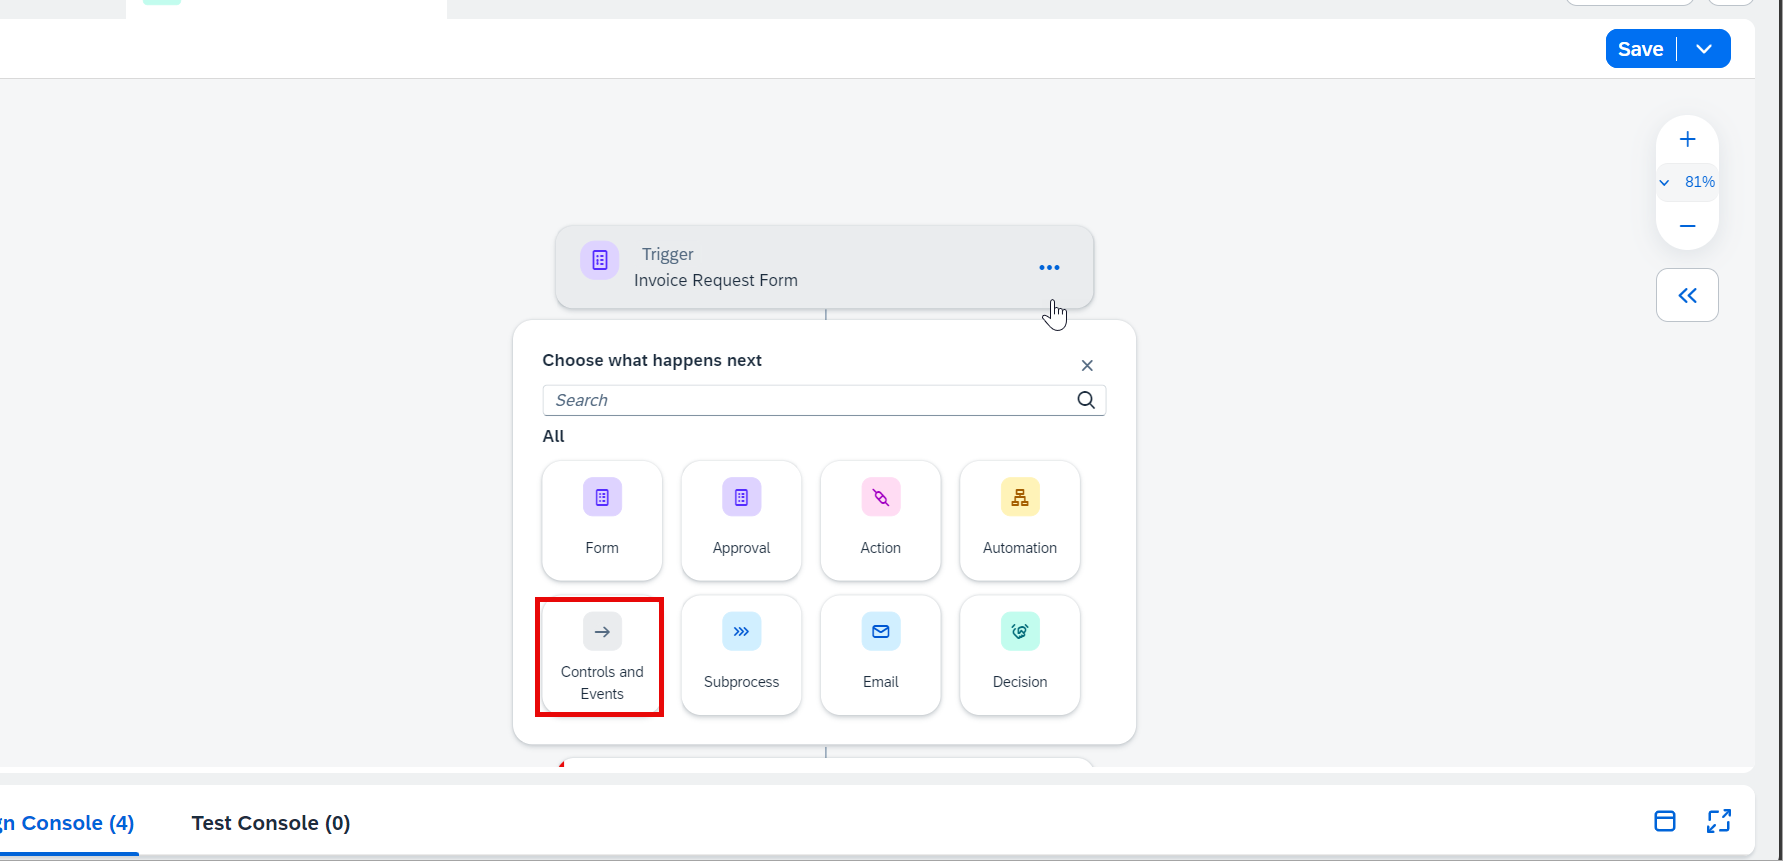 Save
81%
Trigger
Invoice Request Form
Choose what happens next
Search
All
Form
Approval
Action
Automation
Controls and
Events
Subprocess
Email
Decision
Console (4)
Test Console (0)